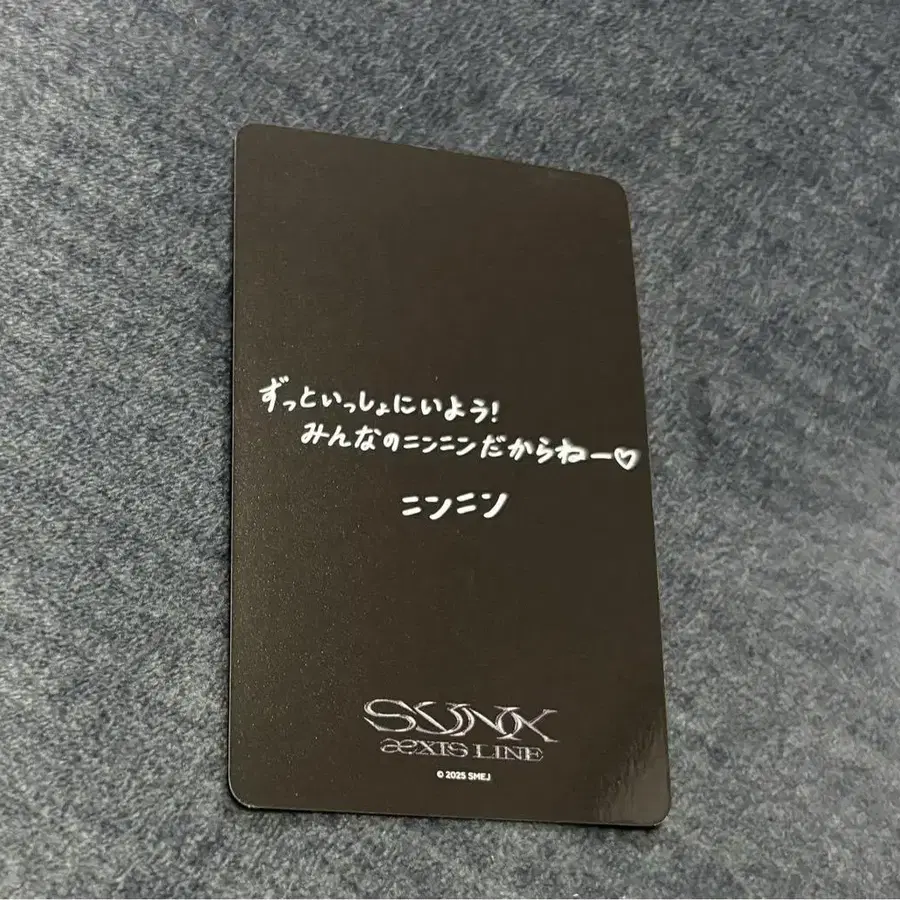 ずっといっしょにいよう!
みんなのニンニンだからねー♡
ニンニン
SYNK
æXIS LINE
© 2025 SMEJ